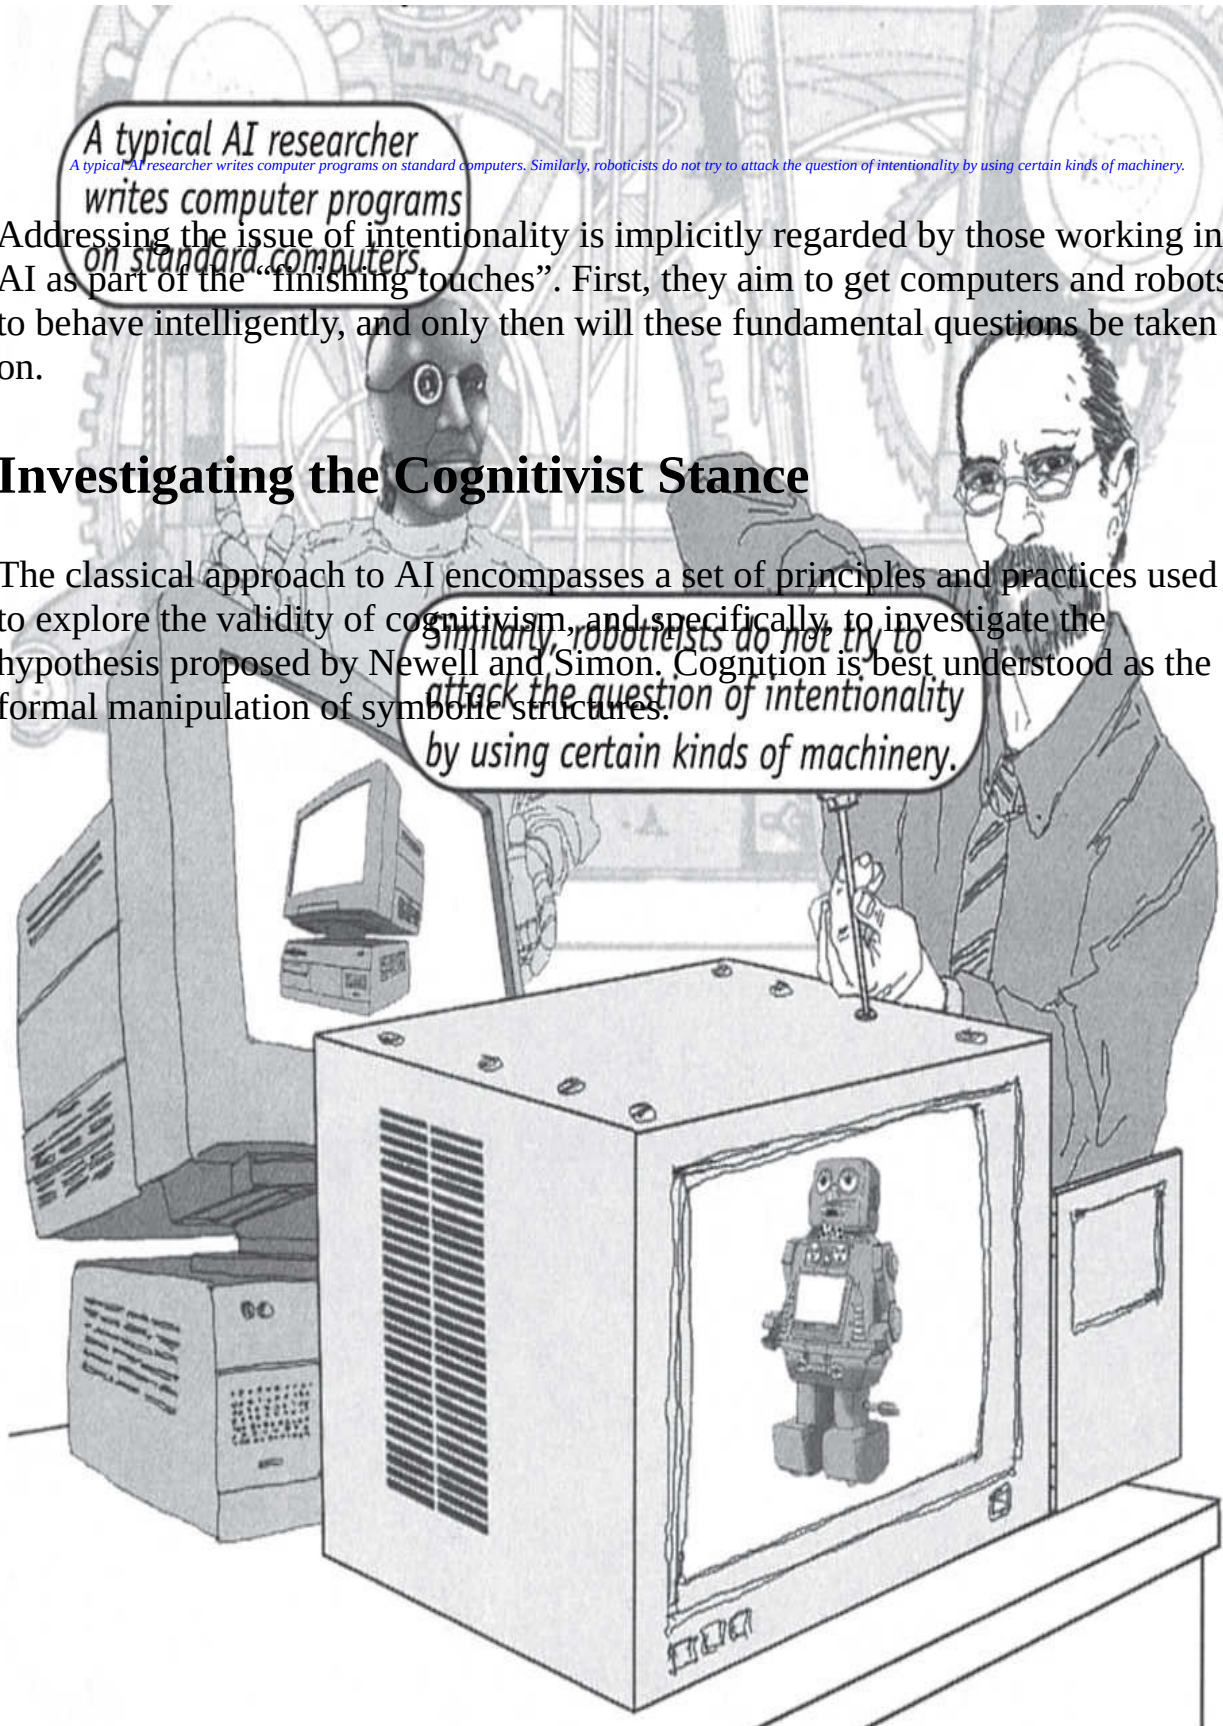 A typical AI researcher
writes computer programs
on standard computers.
A typical AI researcher writes computer programs on standard computers. Similarly, roboticists do not try to attack the question of intentionality by using certain kinds of machinery.
Addressing the issue of intentionality is implicitly regarded by those working in
AI as part of the “finishing touches”. First, they aim to get computers and robots
to behave intelligently, and only then will these fundamental questions be taken
on.
Investigating the Cognitivist Stance
The classical approach to AI encompasses a set of principles and practices used
to explore the validity of cognitivism, and specifically, to investigate the
hypothesis proposed by Newell and Simon. Cognition is best understood as the
formal manipulation of symbolic structures.
Similarly, roboticists do not try to
attack the question of intentionality
by using certain kinds of machinery.